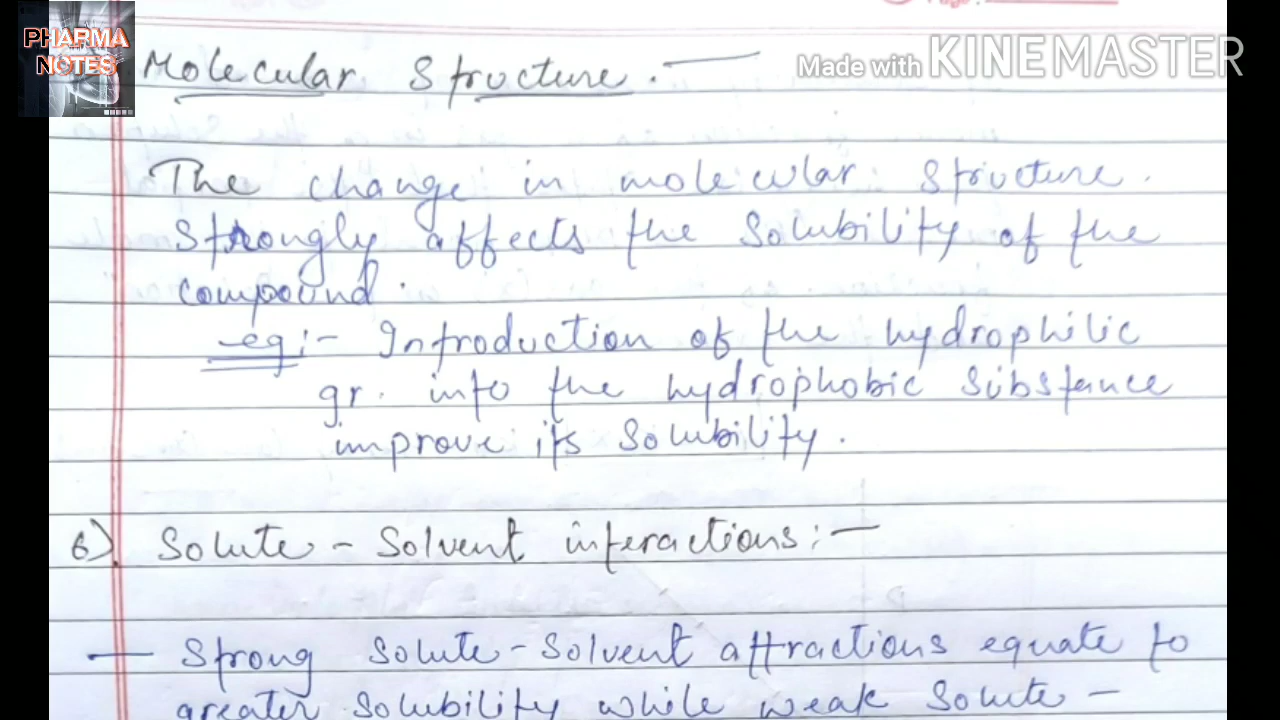 PHARMA
NOTES
Made with KINEMASTER
Molecular Structure. —
The change in molecular structure.
Strongly affects the Solubility of the
compound.
eg:- Introduction of the hydrophilic
gr. into the hydrophobic Substance
improve its Solubility.
6). Solute - Solvent interactions:-
— Strong Solute-Solvent attractions equate to
greater Solubility while weak Solute -